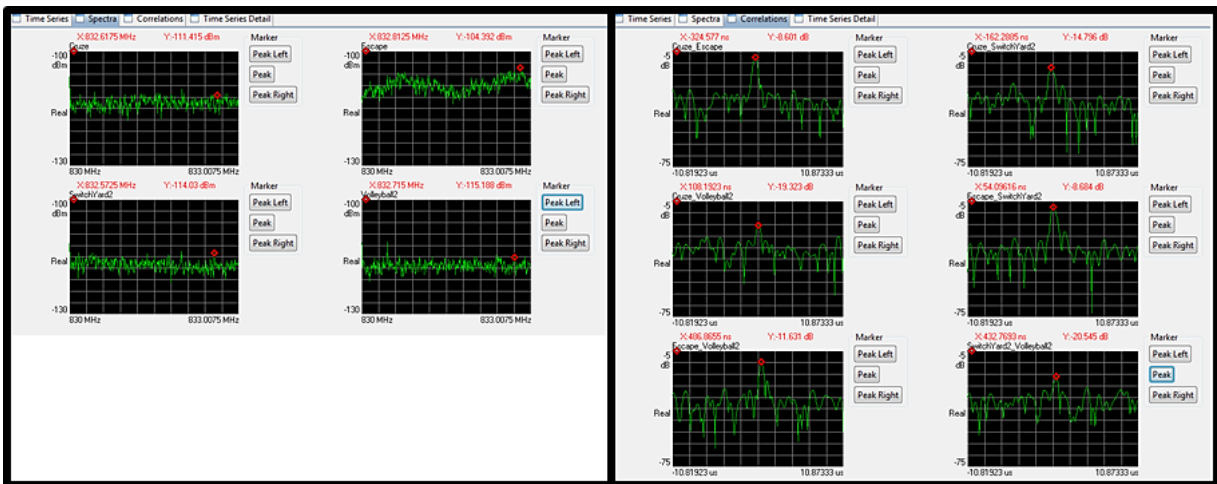 Time Series Spectra Correlations Time Series Detail
X:832.6175 MHz Y:-111.415 dBm Marker
Cruze
-100
dBm
Peak Left
Peak
Peak Right
Real
-130
830 MHz 833.0075 MHz
X:832.8125 MHz Y:-104.392 dBm Marker
Escape
-100
dBm
Peak Left
Peak
Peak Right
Real
-130
830 MHz 833.0075 MHz
X:832.5725 MHz Y:-114.03 dBm Marker
SwitchYard2
-100
dBm
Peak Left
Peak
Peak Right
Real
-130
830 MHz 833.0075 MHz
X:832.715 MHz Y:-115.188 dBm Marker
Volleyball2
-100
dBm
Peak Left
Peak
Peak Right
Real
-130
830 MHz 833.0075 MHz
Time Series Spectra Correlations Time Series Detail
X:-324.577 ns Y:-8.601 dB Marker
Cruze_Escape
-5
dB
Peak Left
Peak
Peak Right
Real
-75
-10.81923 us 10.87333 us
X:-162.2885 ns Y:-14.796 dB Marker
Cruze_SwitchYard2
-5
dB
Peak Left
Peak
Peak Right
Real
-75
-10.81923 us 10.87333 us
X:108.1923 ns Y:-19.323 dB Marker
Cruze_Volleyball2
-5
dB
Peak Left
Peak
Peak Right
Real
-75
-10.81923 us 10.87333 us
X:54.09616 ns Y:-8.684 dB Marker
Escape_SwitchYard2
-5
dB
Peak Left
Peak
Peak Right
Real
-75
-10.81923 us 10.87333 us
X:486.8655 ns Y:-11.631 dB Marker
Escape_Volleyball2
-5
dB
Peak Left
Peak
Peak Right
Real
-75
-10.81923 us 10.87333 us
X:432.7693 ns Y:-20.545 dB Marker
SwitchYard2_Volleyball2
-5
dB
Peak Left
Peak
Peak Right
Real
-75
-10.81923 us 10.87333 us